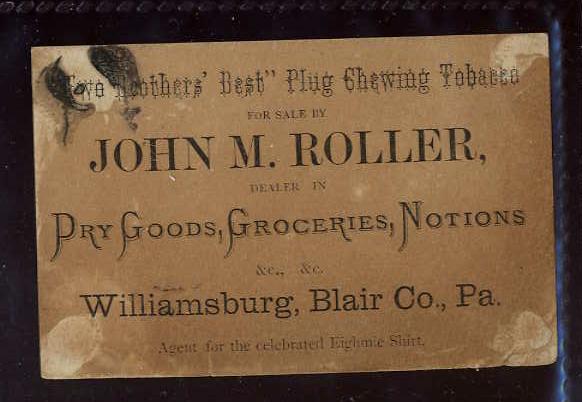 "Two Brothers' Best" Plug Chewing Tobacco
FOR SALE BY
JOHN M. ROLLER,
DEALER IN
DRY GOODS, GROCERIES, NOTIONS
&c., &c.
Williamsburg, Blair Co., Pa.
Agent for the celebrated Eighmie Shirt.